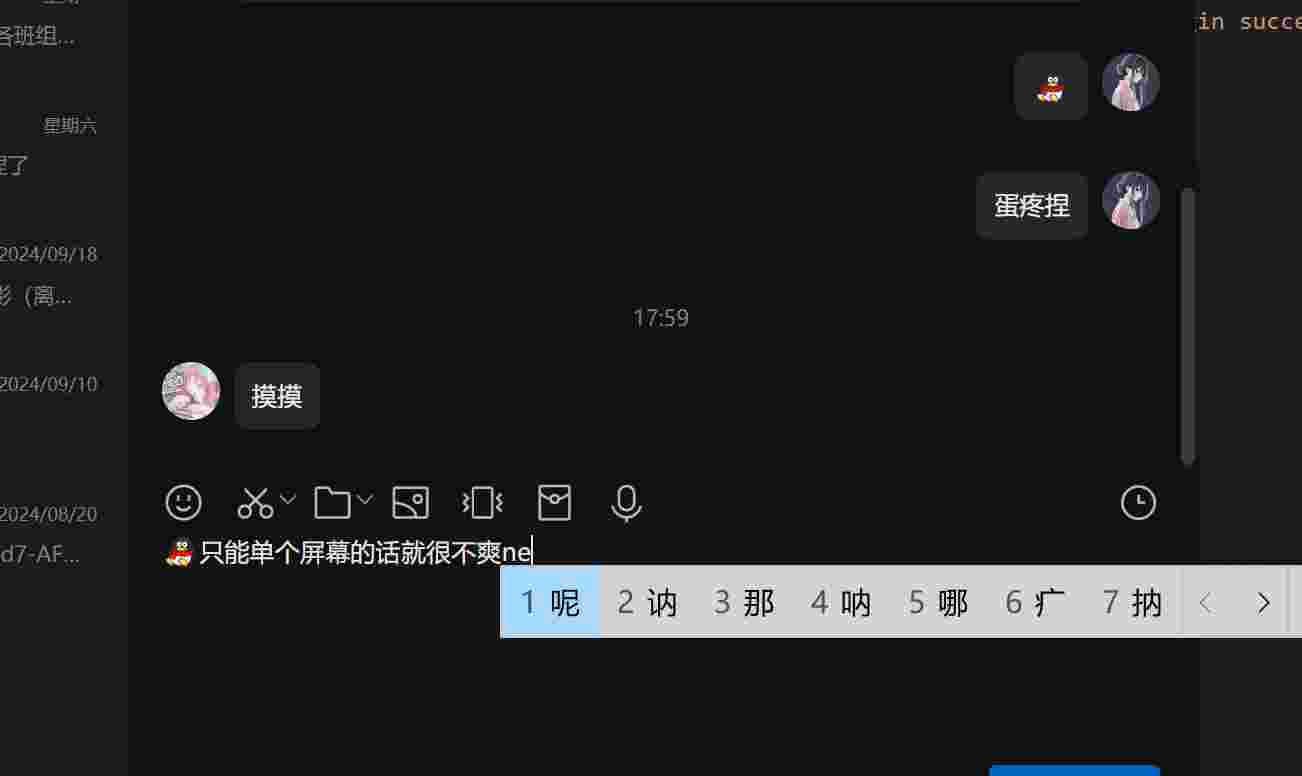 各班组...
in succe
星期六
捏了
蛋疼捏
2024/09/18
影（离...
17:59
2024/09/10
摸摸
2024/08/20
d7-AF...
只能单个屏幕的话就很不爽ne
1 呢 2 讷 3 那 4 呐 5 哪 6 疒 7 抐